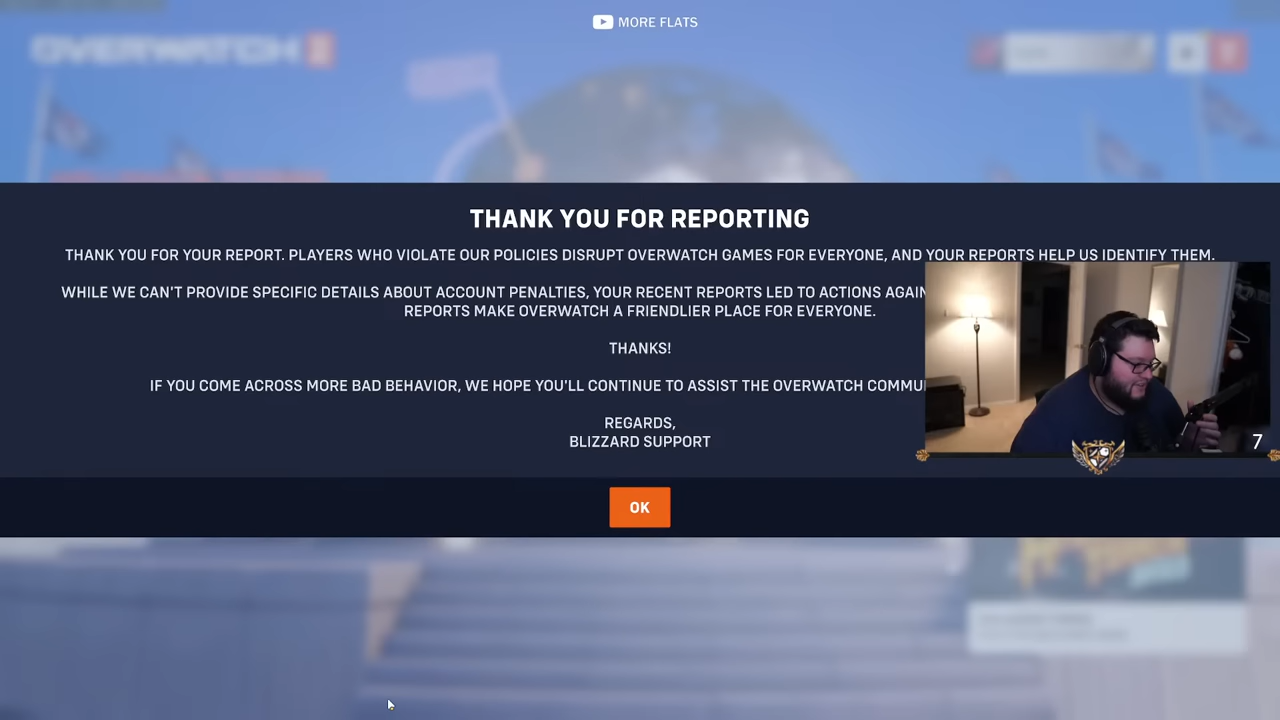 MORE FLATS
OVERWATCH 2
THANK YOU FOR REPORTING
THANK YOU FOR YOUR REPORT. PLAYERS WHO VIOLATE OUR POLICIES DISRUPT OVERWATCH GAMES FOR EVERYONE, AND YOUR REPORTS HELP US IDENTIFY THEM.
WHILE WE CAN'T PROVIDE SPECIFIC DETAILS ABOUT ACCOUNT PENALTIES, YOUR RECENT REPORTS LED TO ACTIONS AGAIN
REPORTS MAKE OVERWATCH A FRIENDLIER PLACE FOR EVERYONE.
THANKS!
IF YOU COME ACROSS MORE BAD BEHAVIOR, WE HOPE YOU'LL CONTINUE TO ASSIST THE OVERWATCH COMMU
REGARDS,
BLIZZARD SUPPORT
7
OK